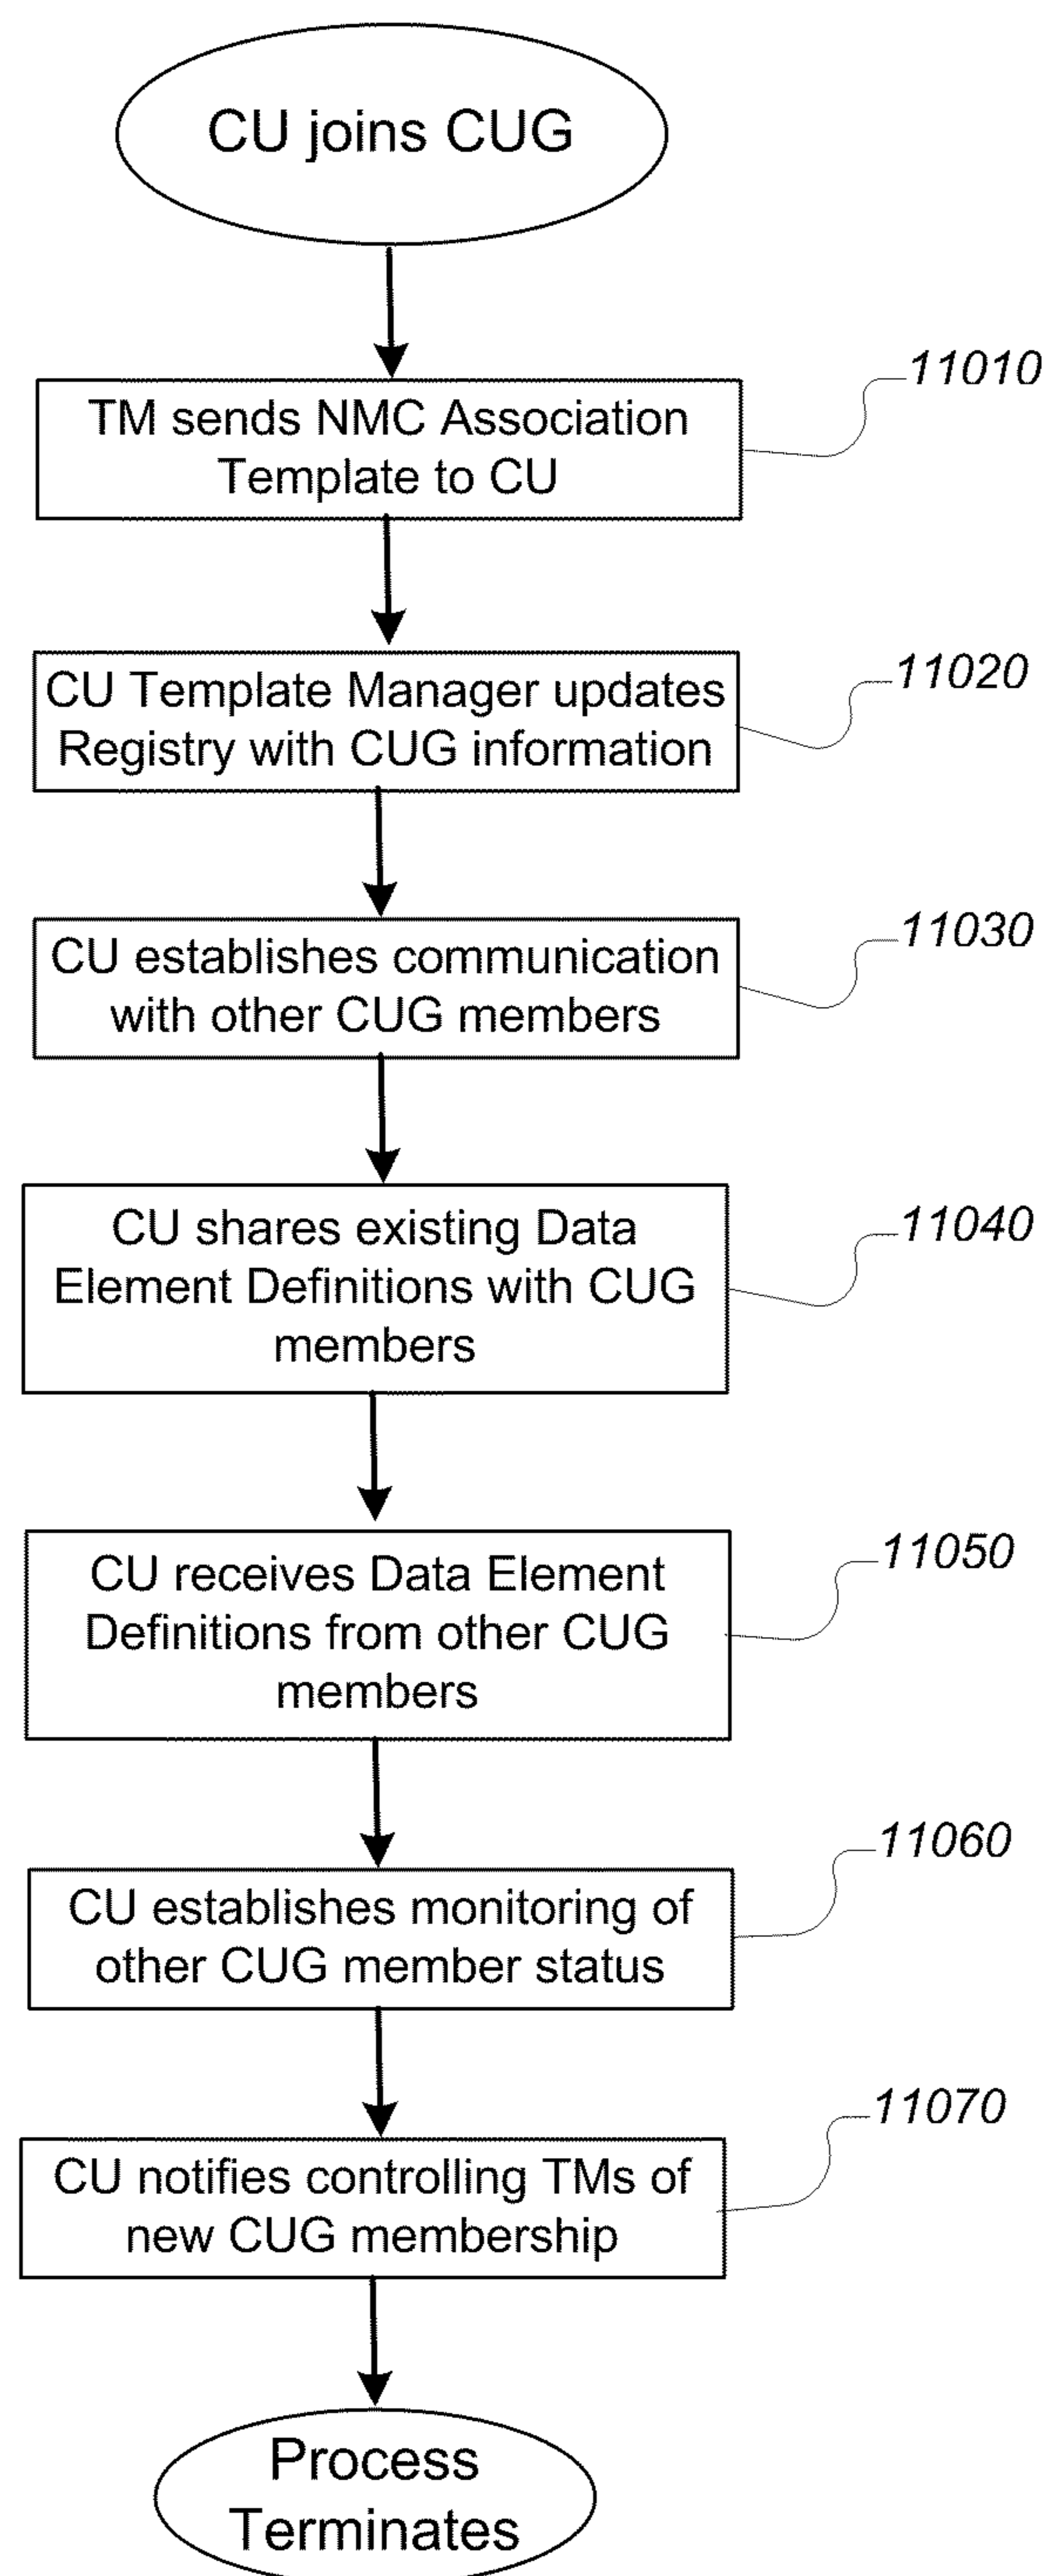 CU joins CUG
11010
TM sends NMC Association
Template to CU
11020
CU Template Manager updates
Registry with CUG information
11030
CU establishes communication
with other CUG members
11040
CU shares existing Data
Element Definitions with CUG
members
11050
CU receives Data Element
Definitions from other CUG
members
11060
CU establishes monitoring of
other CUG member status
11070
CU notifies controlling TMs of
new CUG membership
Process
Terminates